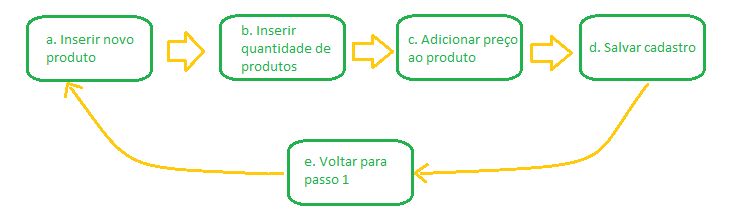 a. Inserir novo
produto
b. Inserir
quantidade de
produtos
c. Adicionar preço
ao produto
d. Salvar cadastro
e. Voltar para
passo 1